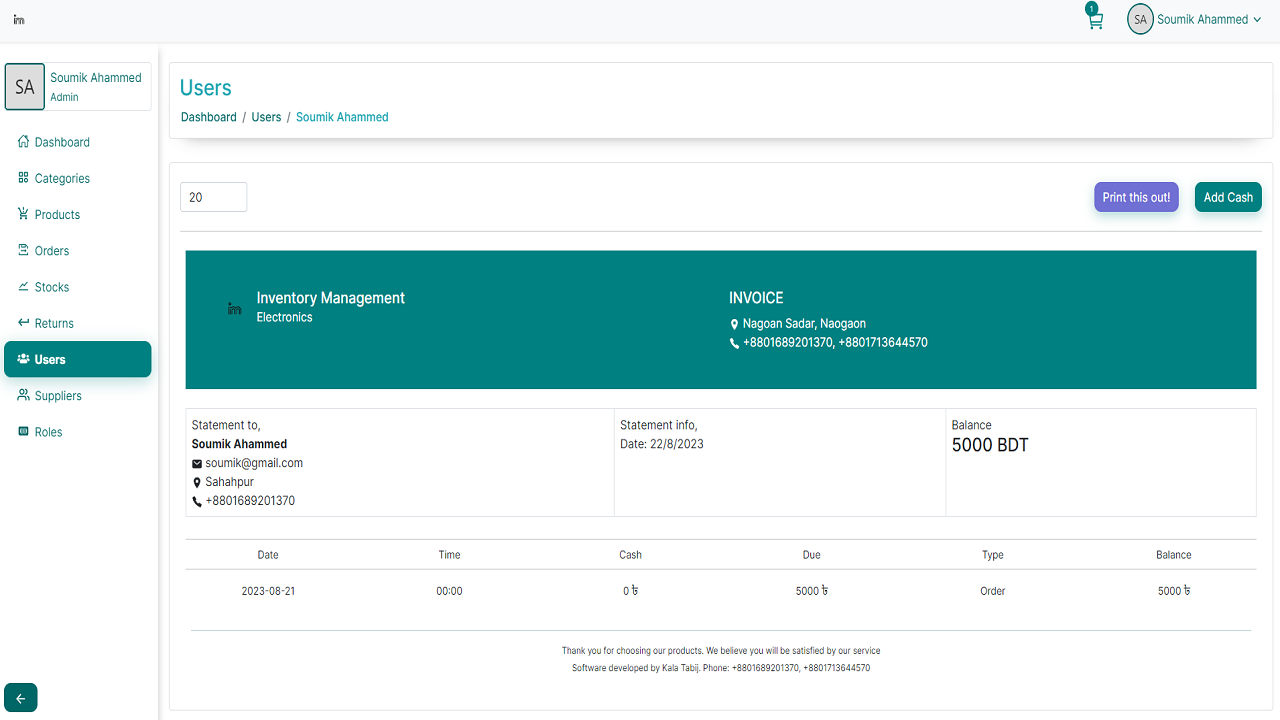 im
1
SA
Soumik Ahammed
SA
Soumik Ahammed
Admin
Dashboard
Categories
Products
Orders
Stocks
Returns
Users
Suppliers
Roles
Users
Dashboard / Users / Soumik Ahammed
20
Print this out!
Add Cash
im
Inventory Management
Electronics
INVOICE
Nagoan Sadar, Naogaon
+8801689201370, +8801713644570
Statement to,
Soumik Ahammed
soumik@gmail.com
Sahahpur
+8801689201370
Statement info,
Date: 22/8/2023
Balance
5000 BDT
Date Time Cash Due Type Balance
2023-08-21 00:00 0 ৳ 5000 ৳ Order 5000 ৳
Thank you for choosing our products. We believe you will be satisfied by our service
Software developed by Kala Tabij. Phone: +8801689201370, +8801713644570